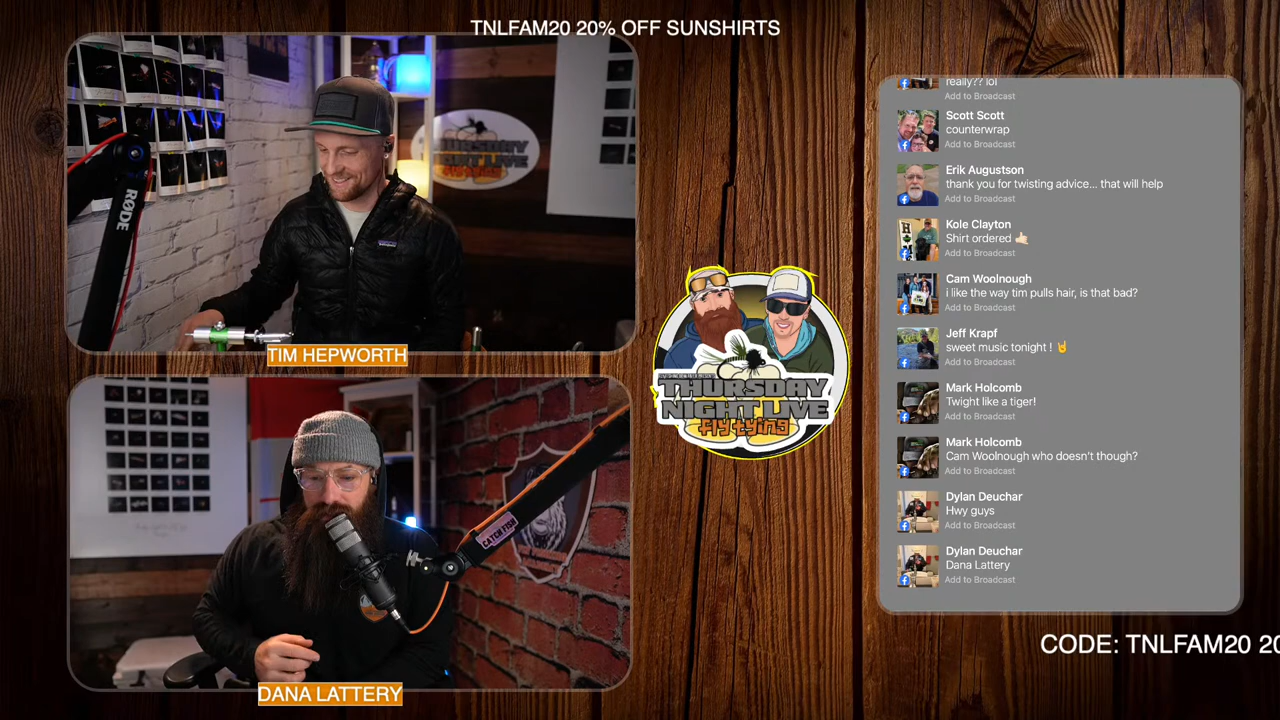 TNLFAM20 20% OFF SUNSHIRTS
RØDE
THURSDAY
NIGHT LIVE
TIM HEPWORTH
CATCH FISH
DANA LATTERY
THURSDAY
NIGHT LIVE
fly tying
really?? lol
Add to Broadcast
Scott Scott
counterwrap
Add to Broadcast
Erik Augustson
thank you for twisting advice... that will help
Add to Broadcast
Kole Clayton
Shirt ordered 🤙🏻
Add to Broadcast
Cam Woolnough
i like the way tim pulls hair, is that bad?
Add to Broadcast
Jeff Krapf
sweet music tonight ! 🤘
Add to Broadcast
Mark Holcomb
Twight like a tiger!
Add to Broadcast
Mark Holcomb
Cam Woolnough who doesn't though?
Add to Broadcast
Dylan Deuchar
Hwy guys
Add to Broadcast
Dylan Deuchar
Dana Lattery
Add to Broadcast
CODE: TNLFAM20 20